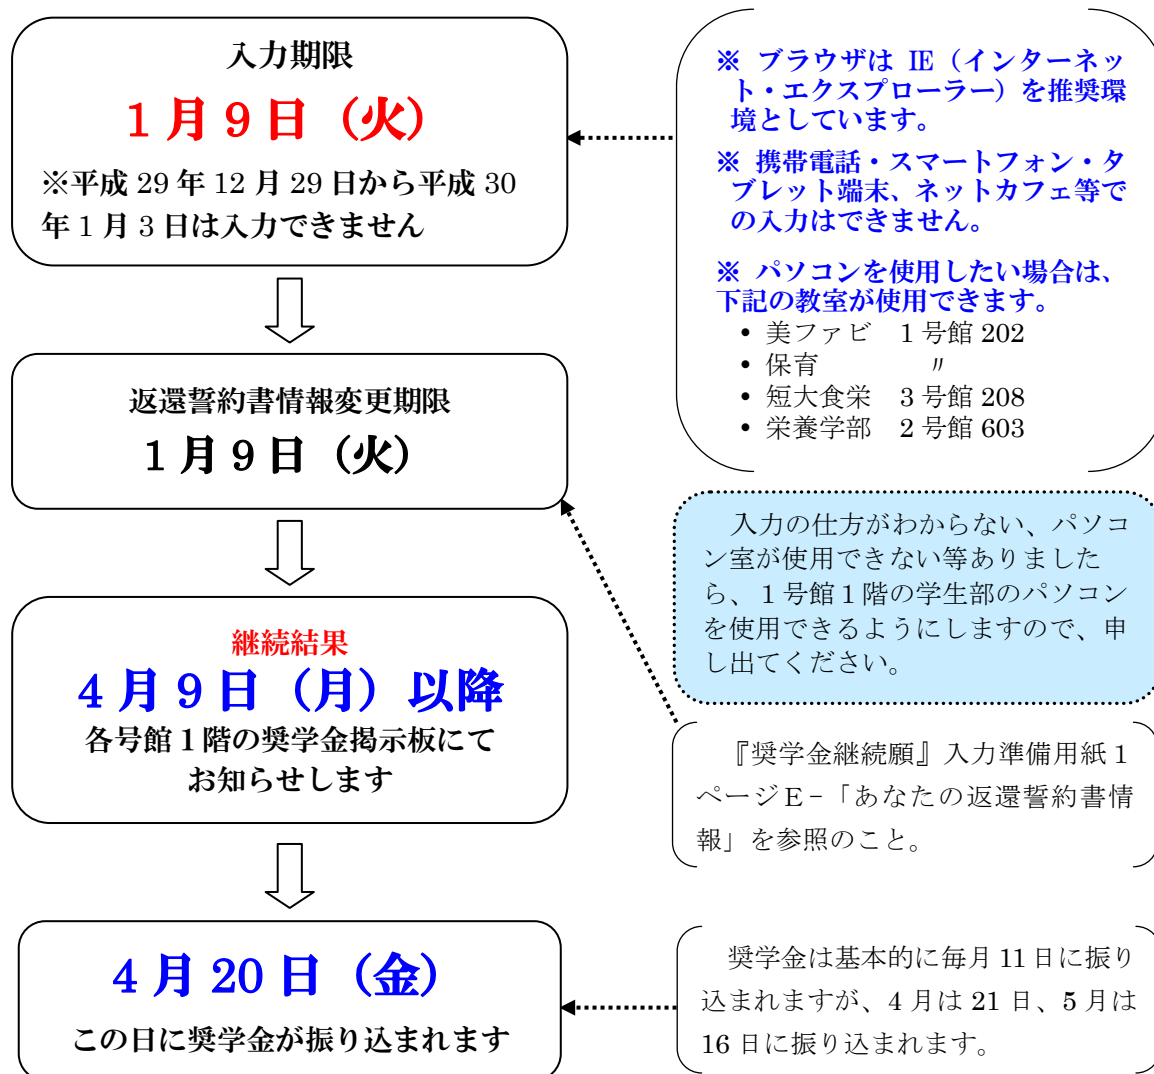 入力期限
1月9日（火）
※平成29年12月29日から平成30
年1月3日は入力できません
返還誓約書情報変更期限
1月9日（火）
継続結果
4月9日（月）以降
各号館1階の奨学金掲示板にて
お知らせします
4月20日（金）
この日に奨学金が振り込まれます
※ ブラウザは IE（インターネッ
ト・エクスプローラー）を推奨環
境としています。
※ 携帯電話・スマートフォン・タ
ブレット端末、ネットカフェ等で
の入力はできません。
※ パソコンを使用したい場合は、
下記の教室が使用できます。
• 美ファビ　1号館 202
• 保育　　　〃
• 短大食栄　3号館 208
• 栄養学部　2号館 603
入力の仕方がわからない、パソコ
ン室が使用できない等ありました
ら、1号館1階の学生部のパソコン
を使用できるようにしますので、申
し出てください。
『奨学金継続願』入力準備用紙1
ページE-「あなたの返還誓約書情
報」を参照のこと。
奨学金は基本的に毎月11日に振り
込まれますが、4月は21日、5月は
16日に振り込まれます。